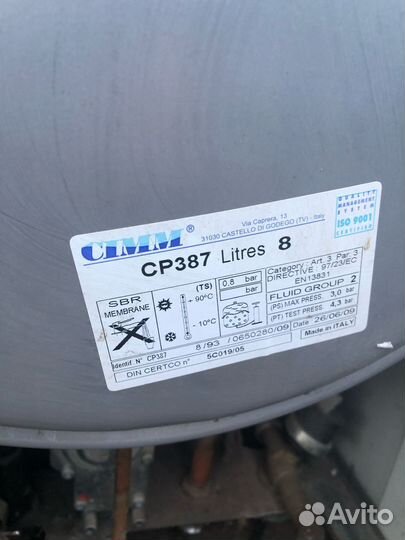 CIMM ®
Via Caprera, 13
31030 CASTELLO DI GODEGO (TV) - Italy
QUALITY
MANAGEMENT
SYSTEM
ISO 9001
CERTIFIED
CP387 Litres 8
SBR
MEMBRANE
(TS)
+ 90°C
- 10°C
0,8 bar
bar
Category: Art. 3 Par. 3
DIRECTIVE: 97/23/EC
EN13831
FLUID GROUP 2
(PS) MAX PRESS. 3,0 bar
(PT) TEST PRESS. 4,3 bar
Identif N° CP387
8/93 /0650280/09
Date 26/06/09
DIN CERTCO n° 5C019/05
Made in ITALY
Avito